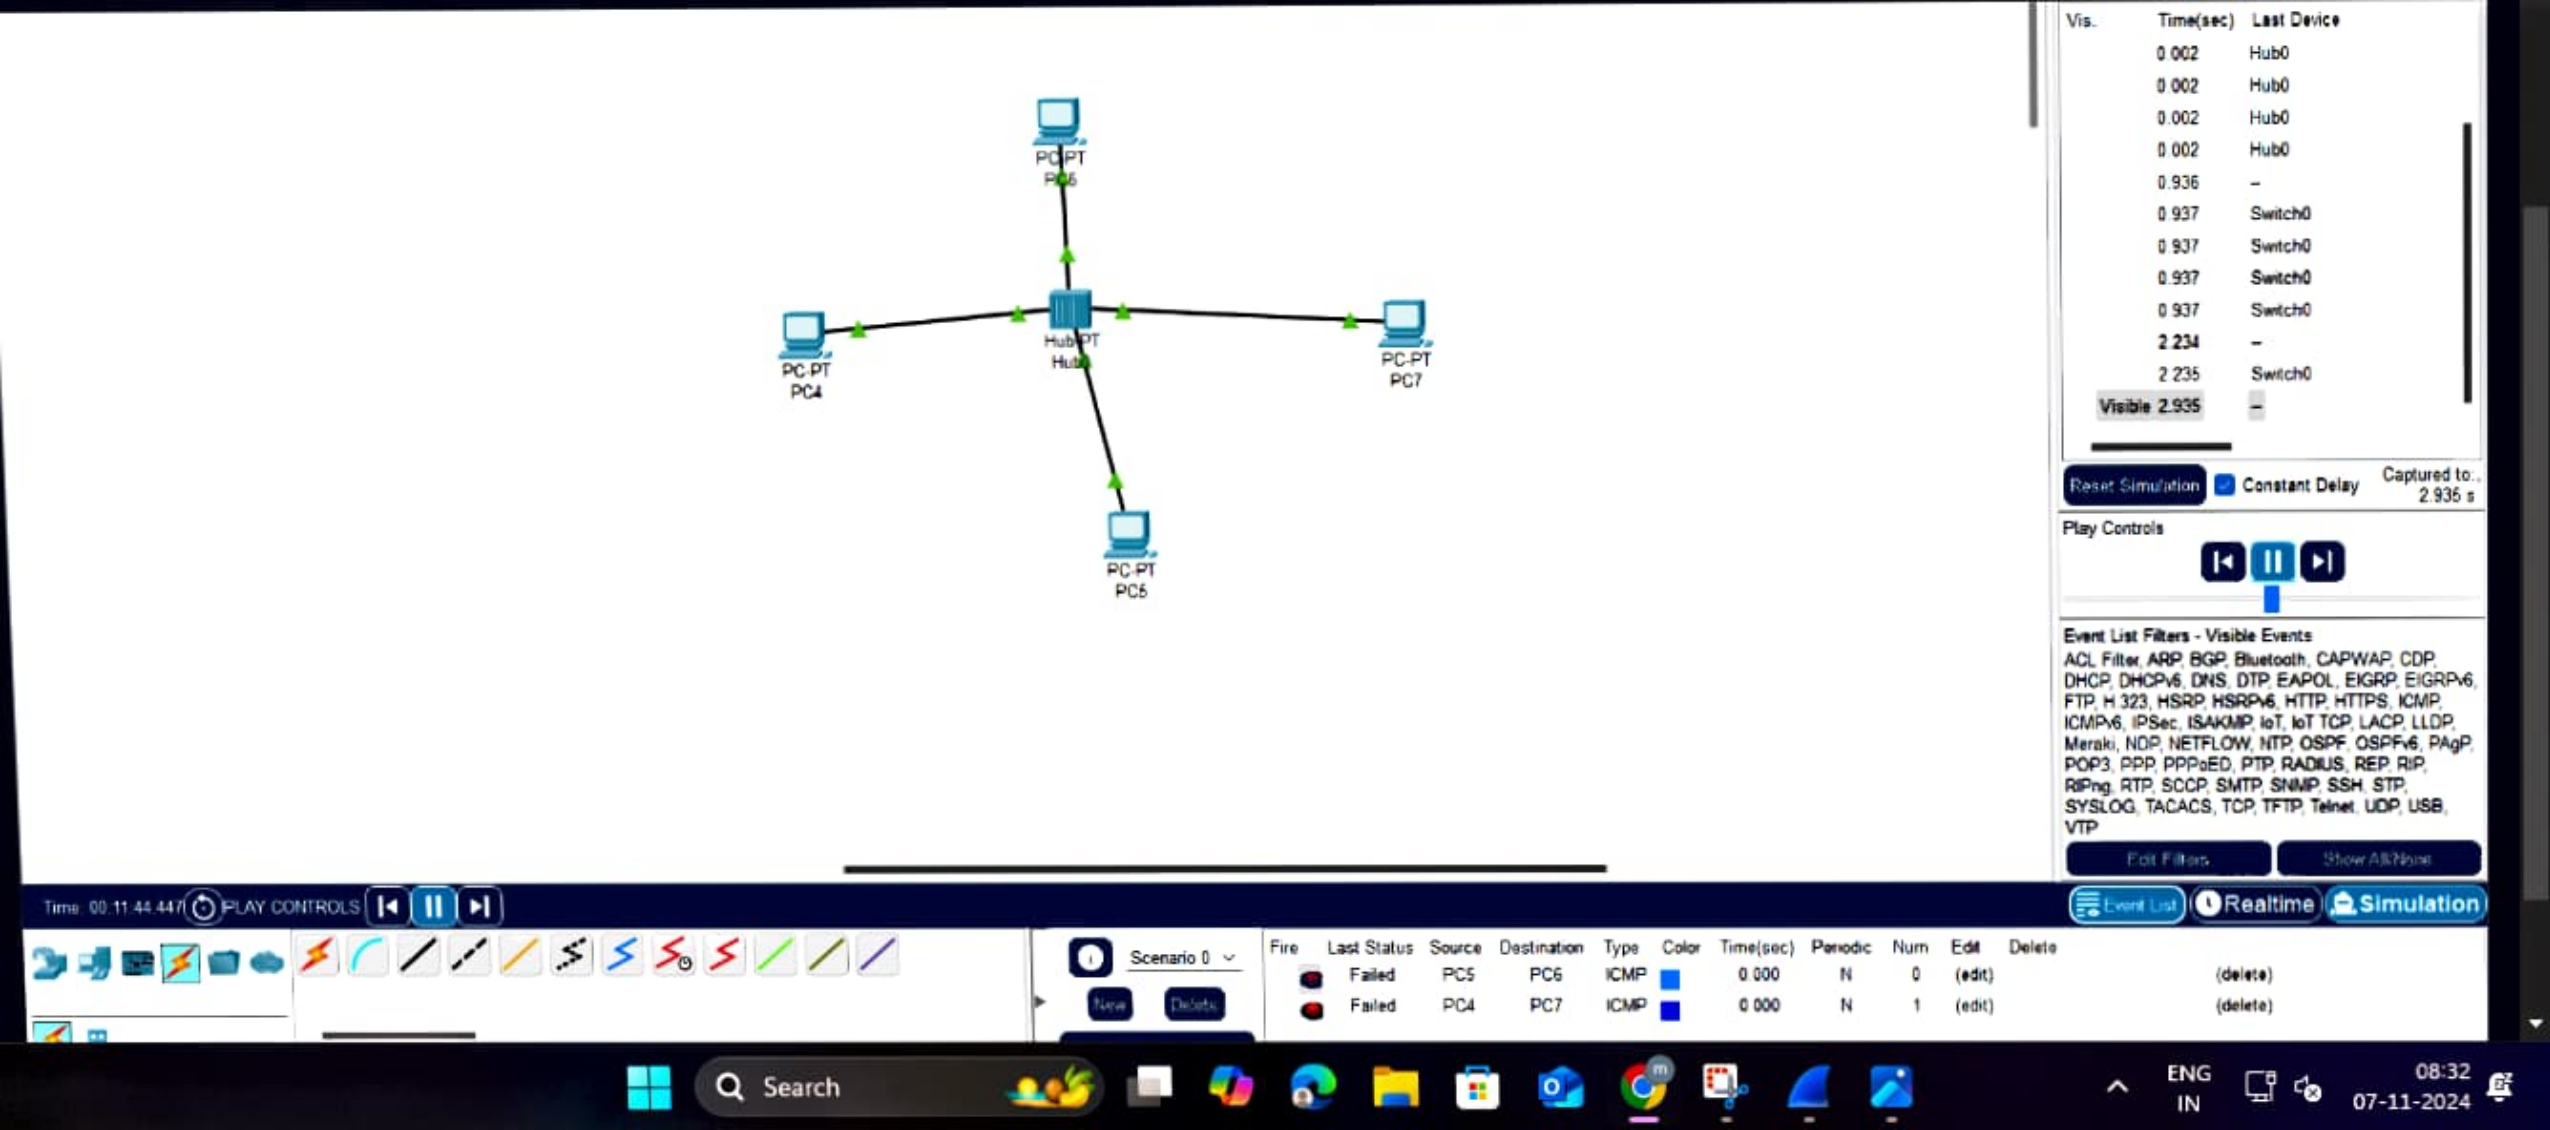 Vis. Time(sec) Last Device
0.002 Hub0
0.002 Hub0
0.002 Hub0
0.002 Hub0
0.936 –
0.937 Switch0
0.937 Switch0
0.937 Switch0
0.937 Switch0
2.234 –
2.235 Switch0
Visible 2.935 –
Reset Simulation Constant Delay Captured to:
2.935 s
Play Controls
Event List Filters - Visible Events
ACL Filter, ARP, BGP, Bluetooth, CAPWAP, CDP,
DHCP, DHCPv6, DNS, DTP, EAPOL, EIGRP, EIGRPv6,
FTP, H.323, HSRP, HSRPv6, HTTP, HTTPS, ICMP,
ICMPv6, IPSec, ISAKMP, IoT, IoT TCP, LACP, LLDP,
Meraki, NDP, NETFLOW, NTP, OSPF, OSPFv6, PAgP,
POP3, PPP, PPPoED, PTP, RADIUS, REP, RIP,
RIPng, RTP, SCCP, SMTP, SNMP, SSH, STP,
SYSLOG, TACACS, TCP, TFTP, Telnet, UDP, USB,
VTP
Edit Filters Show All/None
PC-PT
PC-PT
PC4
Hub-PT
PC-PT
PC7
PC-PT
PC5
Time: 00:11:44.447 PLAY CONTROLS
Event List Realtime Simulation
Scenario 0
New Delete
Fire Last Status Source Destination Type Color Time(sec) Periodic Num Edit Delete
Failed PC5 PC6 ICMP 0.000 N 0 (edit) (delete)
Failed PC4 PC7 ICMP 0.000 N 1 (edit) (delete)
Search
m
ENG
IN
08:32
07-11-2024